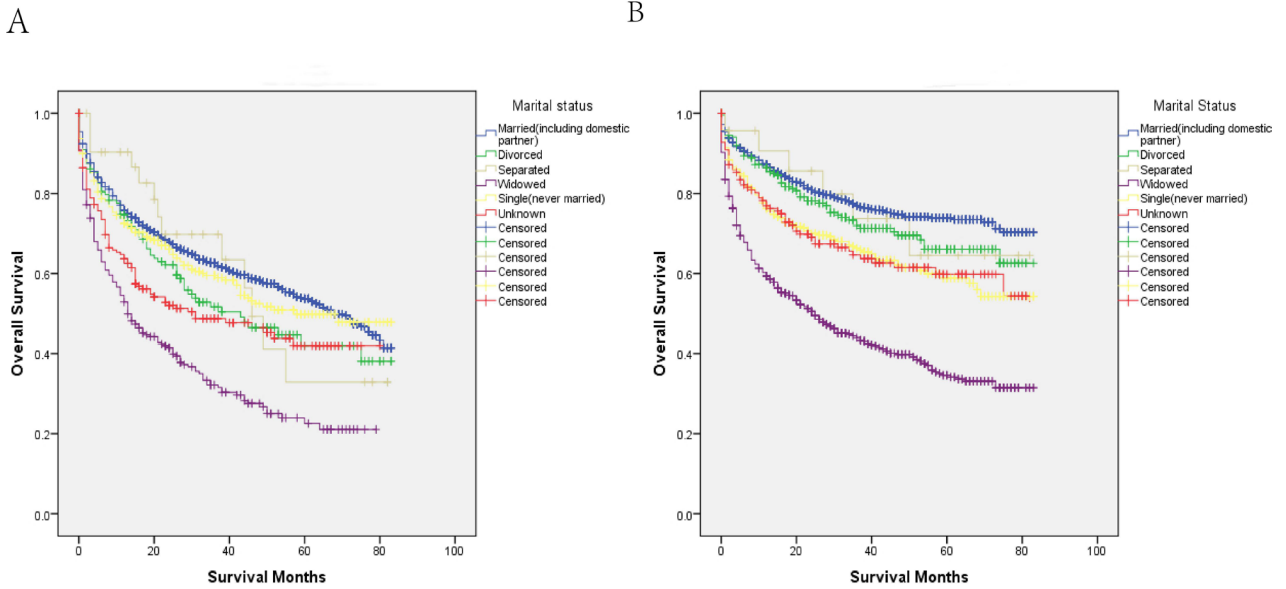 A
B
Marital status
Married(including domestic
partner)
Divorced
Separated
Widowed
Single(never married)
Unknown
Censored
Censored
Censored
Censored
Censored
Censored
1.0
0.8
0.6
0.4
0.2
0.0
Overall Survival
0
20
40
60
80
100
Survival Months
Marital Status
Married(including domestic
partner)
Divorced
Separated
Widowed
Single(never married)
Unknown
Censored
Censored
Censored
Censored
Censored
Censored
1.0
0.8
0.6
0.4
0.2
0.0
Overall Survival
0
20
40
60
80
100
Survival Months